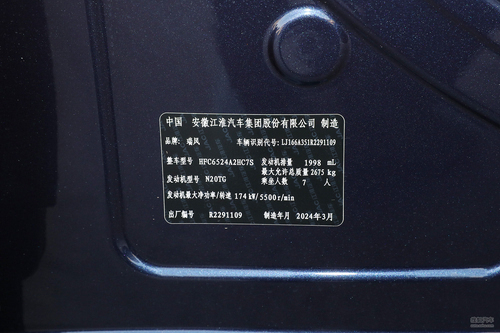 中国 安徽江淮汽车集团股份有限公司 制造
品牌: 瑞风 车辆识别代号: LJ166A351R2291109
整车型号 HFC6524A2HC7S 发动机排量 1998 mL
最大允许总质量 2675 kg
发动机型号 N20TG 乘坐人数 7 人
发动机最大净功率/转速 174 kW/5500 r/min
出厂编号 R2291109 制造年月 2024年3月